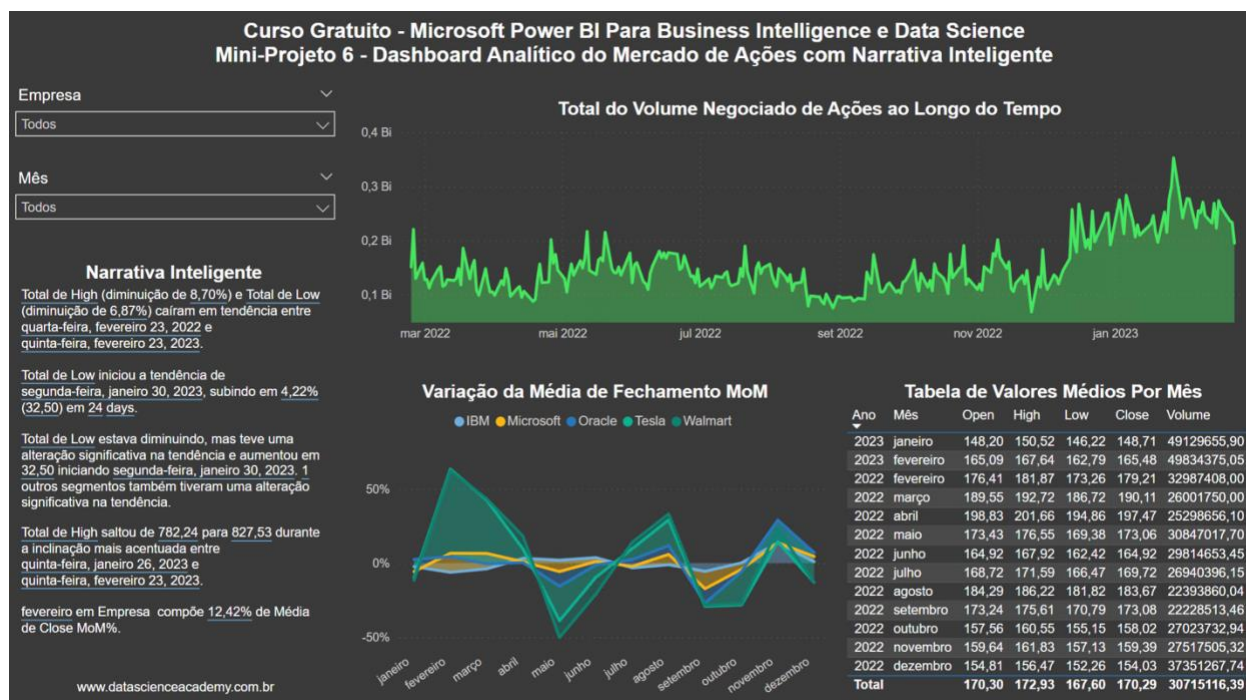 Curso Gratuito - Microsoft Power BI Para Business Intelligence e Data Science
Mini-Projeto 6 - Dashboard Analítico do Mercado de Ações com Narrativa Inteligente
Empresa
Todos
Mês
Todos
Narrativa Inteligente
Total de High (diminuição de 8,70%) e Total de Low
(diminuição de 6,87%) caíram em tendência entre
quarta-feira, fevereiro 23, 2022 e
quinta-feira, fevereiro 23, 2023.
Total de Low iniciou a tendência de
segunda-feira, janeiro 30, 2023, subindo em 4,22%
(32,50) em 24 days.
Total de Low estava diminuindo, mas teve uma
alteração significativa na tendência e aumentou em
32,50 iniciando segunda-feira, janeiro 30, 2023. 1
outros segmentos também tiveram uma alteração
significativa na tendência.
Total de High saltou de 782,24 para 827,53 durante
a inclinação mais acentuada entre
quinta-feira, janeiro 26, 2023 e
quinta-feira, fevereiro 23, 2023.
fevereiro em Empresa compõe 12,42% de Média
de Close MoM%.
www.datascienceacademy.com.br
Total do Volume Negociado de Ações ao Longo do Tempo
0,4 Bi
0,3 Bi
0,2 Bi
0,1 Bi
mar 2022 mai 2022 jul 2022 set 2022 nov 2022 jan 2023
Variação da Média de Fechamento MoM
IBM Microsoft Oracle Tesla Walmart
50%
0%
-50%
janeiro fevereiro março abril maio junho julho agosto setembro outubro novembro dezembro
Tabela de Valores Médios Por Mês
Ano Mês Open High Low Close Volume
2023 janeiro 148,20 150,52 146,22 148,71 49129655,90
2023 fevereiro 165,09 167,64 162,79 165,48 49834375,05
2022 fevereiro 176,41 181,87 173,26 179,21 32987408,00
2022 março 189,55 192,72 186,72 190,11 26001750,00
2022 abril 198,83 201,66 194,86 197,47 25298656,10
2022 maio 173,43 176,55 169,38 173,06 30847017,70
2022 junho 164,92 167,92 162,42 164,92 29814653,45
2022 julho 168,72 171,59 166,47 169,72 26940396,15
2022 agosto 184,29 186,22 181,82 183,67 22393860,04
2022 setembro 173,24 175,61 170,79 173,08 22228513,46
2022 outubro 157,56 160,55 155,15 158,02 27023732,94
2022 novembro 159,64 161,83 157,13 159,39 27517505,32
2022 dezembro 154,81 156,47 152,26 154,03 37351267,74
Total 170,30 172,93 167,60 170,29 30715116,39